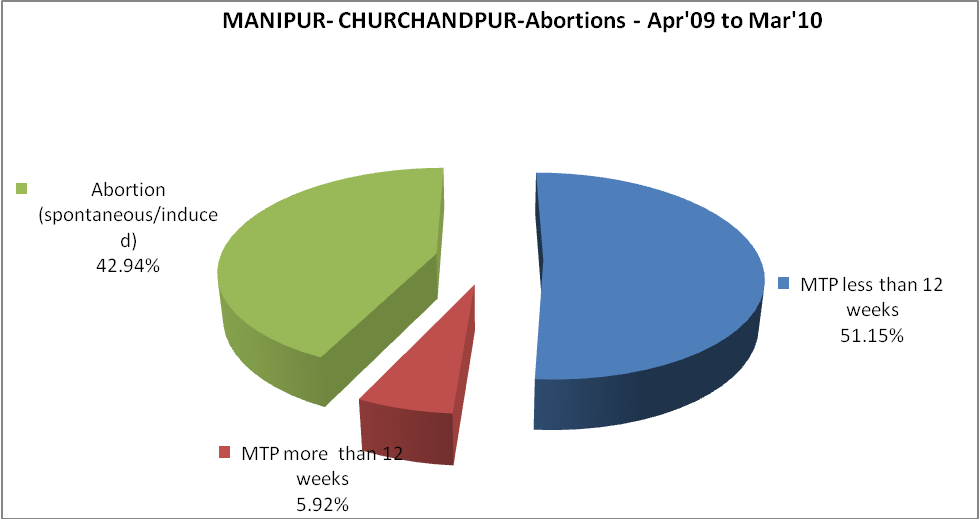 MANIPUR- CHURCHANDPUR-Abortions - Apr'09 to Mar'10
Abortion
(spontaneous/induce
d)
42.94%
MTP less than 12
weeks
51.15%
MTP more than 12
weeks
5.92%